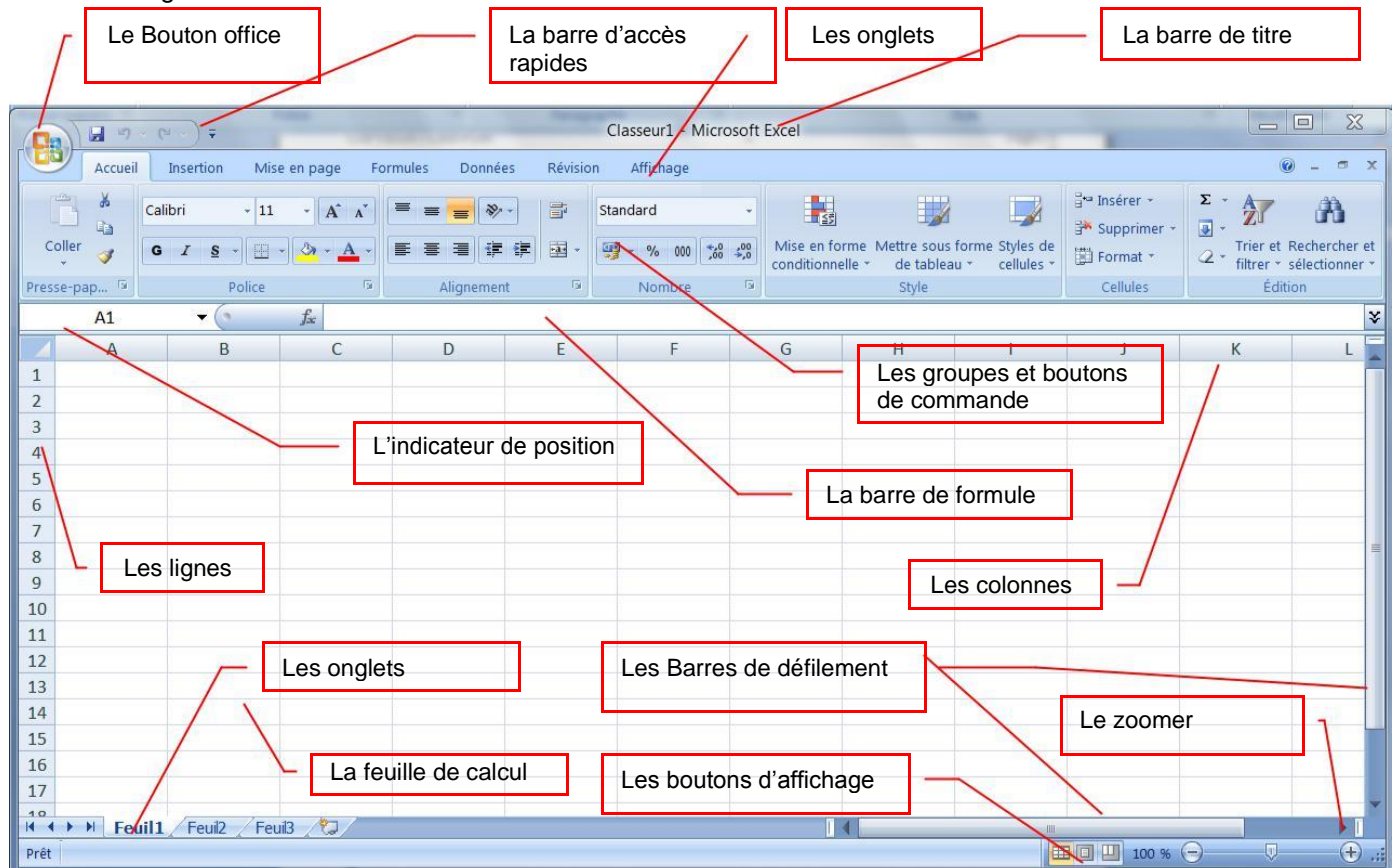 Le Bouton office
La barre d'accès
rapides
Les onglets
La barre de titre
Classeur1 - Microsoft Excel
Accueil Insertion Mise en page Formules Données Révision Affichage
Calibri 11 A A Standard Insérer Σ
Supprimer
Coller G I S A % 000 Mise en forme Mettre sous forme Styles de Format Trier et Rechercher et
conditionnelle de tableau cellules filtrer sélectionner
Presse-pap... Police Alignement Nombre Style Cellules Édition
A1 fx
A B C D E F G H I J K L
1
Les groupes et boutons
2
de commande
3
4
L'indicateur de position
5
6
La barre de formule
7
8
Les lignes
9
Les colonnes
10
11
12
Les onglets
Les Barres de défilement
13
14
Le zoomer
15
16
La feuille de calcul
Les boutons d'affichage
17
18
Feuil1 Feuil2 Feuil3
Prêt 100 %